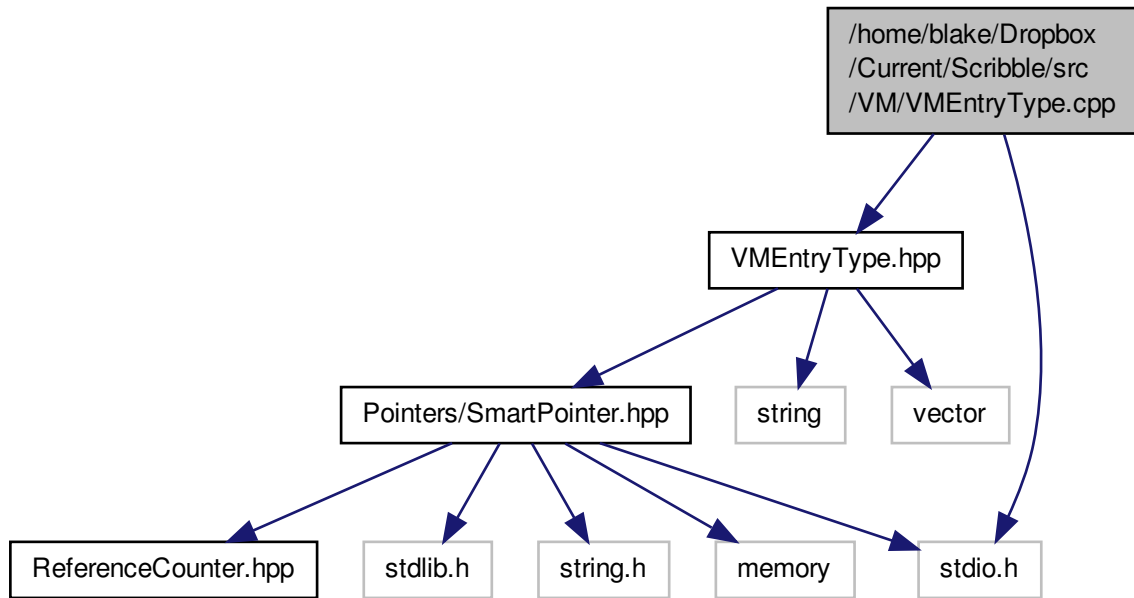 /home/blake/Dropbox
/Current/Scribble/src
/VM/VMEntryType.cpp
VMEntryType.hpp
Pointers/SmartPointer.hpp
string
vector
ReferenceCounter.hpp
stdlib.h
string.h
memory
stdio.h